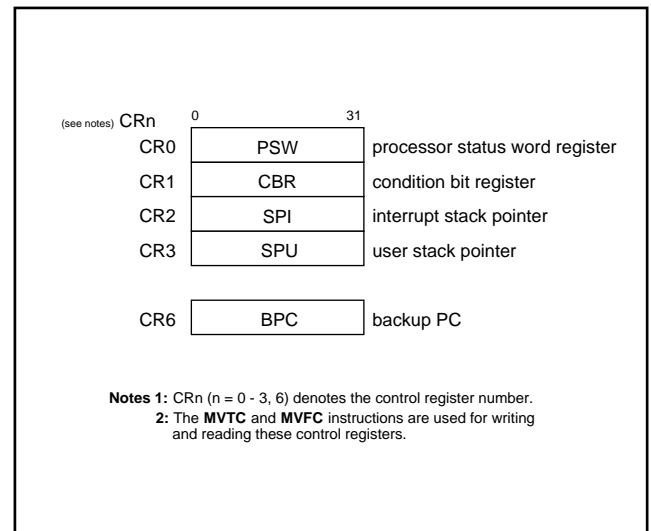 (see notes) CRn 0 31
CR0 PSW processor status word register
CR1 CBR condition bit register
CR2 SPI interrupt stack pointer
CR3 SPU user stack pointer
CR6 BPC backup PC
Notes 1: CRn (n = 0 - 3, 6) denotes the control register number.
2: The MVTC and MVFC instructions are used for writing
and reading these control registers.